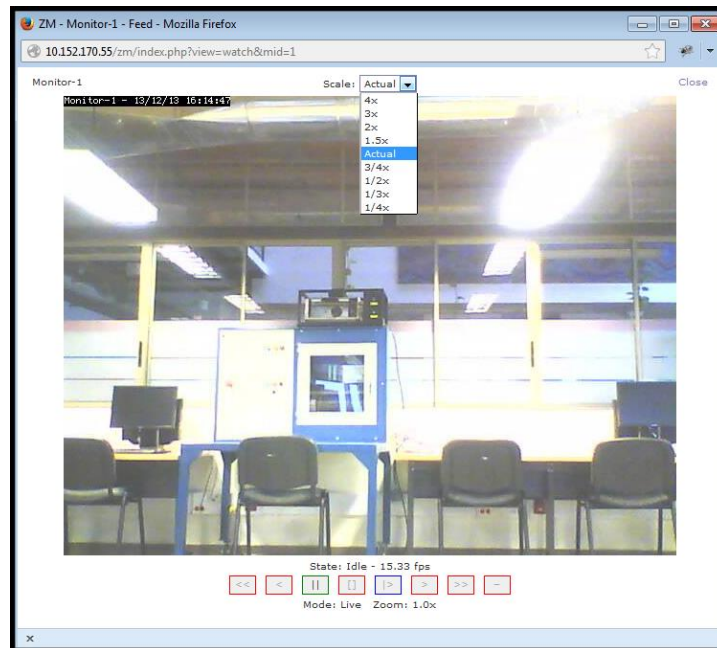 ZM - Monitor-1 - Feed - Mozilla Firefox
10.152.170.55/zm/index.php?view=watch&mid=1
Monitor-1 Scale: Actual Close
Monitor-1 - 13/12/13 16:14:47
4x
3x
2x
1.5x
Actual
3/4x
1/2x
1/3x
1/4x
State: Idle - 15.33 fps
<< < || [] |> > >> –
Mode: Live Zoom: 1.0x
x